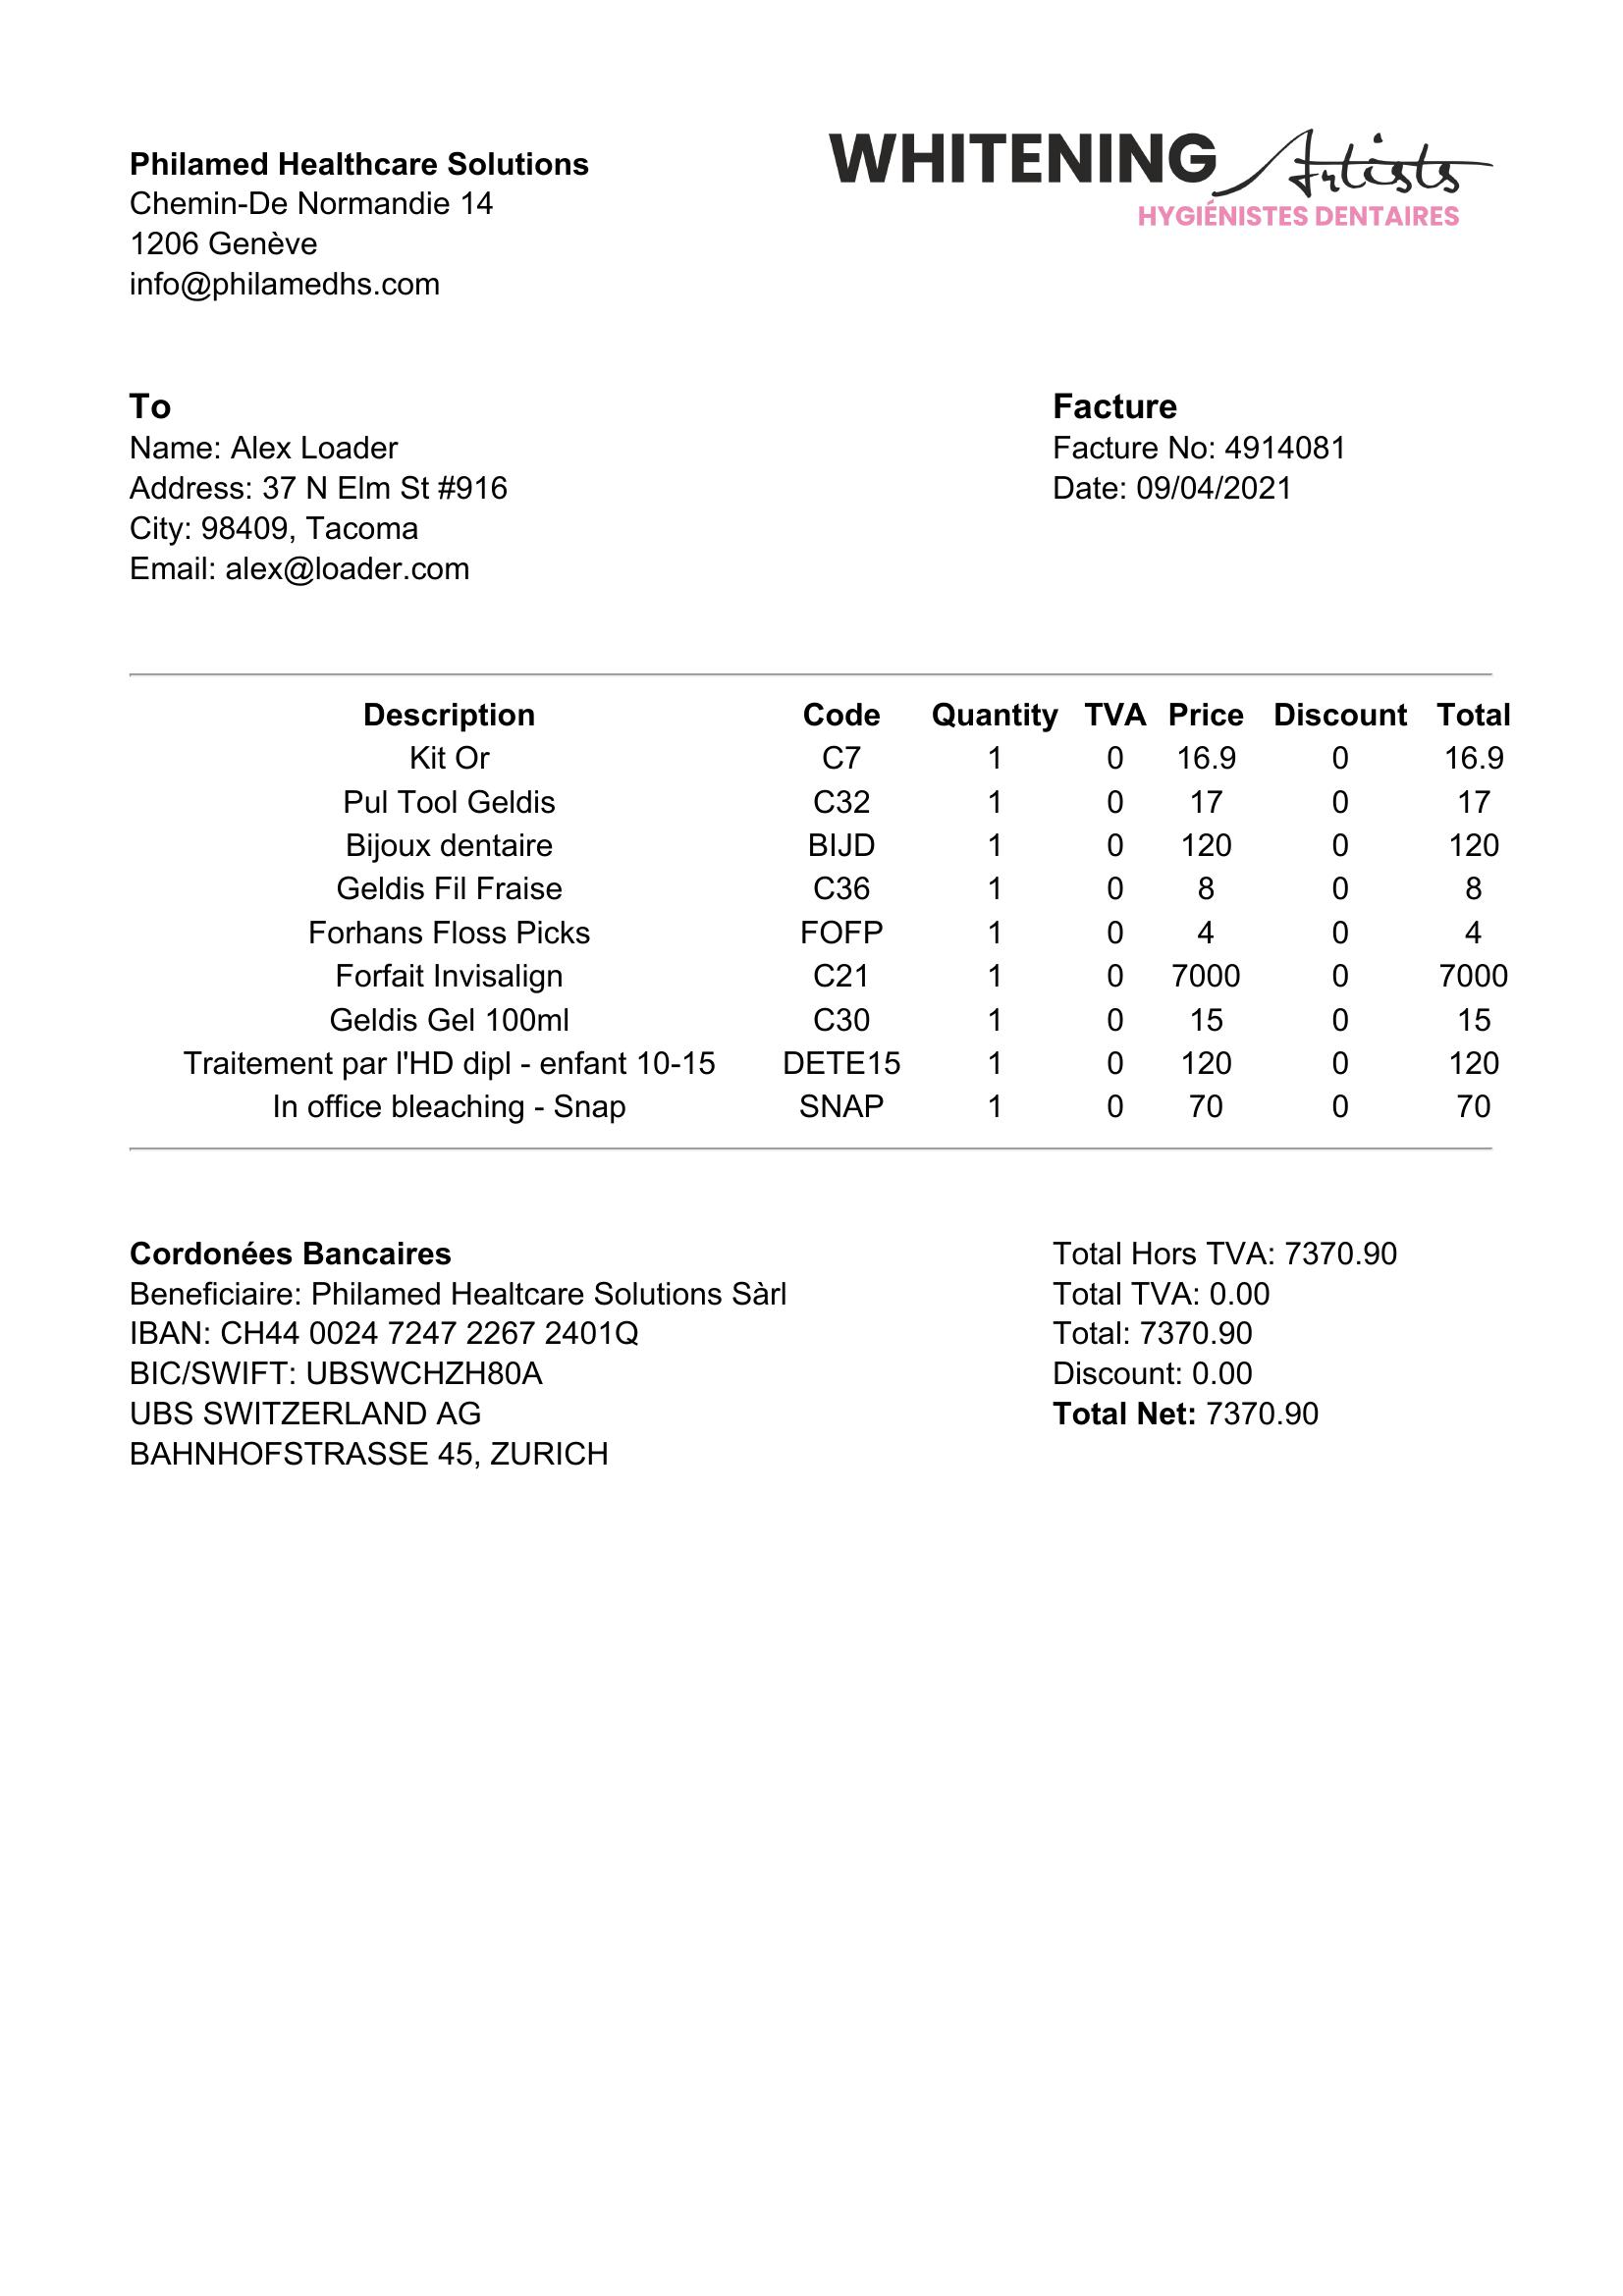 Philamed Healthcare Solutions
Chemin-De Normandie 14
1206 Genève
info@philamedhs.com
WHITENING Artists
HYGIÉNISTES DENTAIRES
To
Name: Alex Loader
Address: 37 N Elm St #916
City: 98409, Tacoma
Email: alex@loader.com
Facture
Facture No: 4914081
Date: 09/04/2021
Description Code Quantity TVA Price Discount Total
Kit Or C7 1 0 16.9 0 16.9
Pul Tool Geldis C32 1 0 17 0 17
Bijoux dentaire BIJD 1 0 120 0 120
Geldis Fil Fraise C36 1 0 8 0 8
Forhans Floss Picks FOFP 1 0 4 0 4
Forfait Invisalign C21 1 0 7000 0 7000
Geldis Gel 100ml C30 1 0 15 0 15
Traitement par l'HD dipl - enfant 10-15 DETE15 1 0 120 0 120
In office bleaching - Snap SNAP 1 0 70 0 70
Cordonées Bancaires
Beneficiaire: Philamed Healtcare Solutions Sàrl
IBAN: CH44 0024 7247 2267 2401Q
BIC/SWIFT: UBSWCHZH80A
UBS SWITZERLAND AG
BAHNHOFSTRASSE 45, ZURICH
Total Hors TVA: 7370.90
Total TVA: 0.00
Total: 7370.90
Discount: 0.00
Total Net: 7370.90